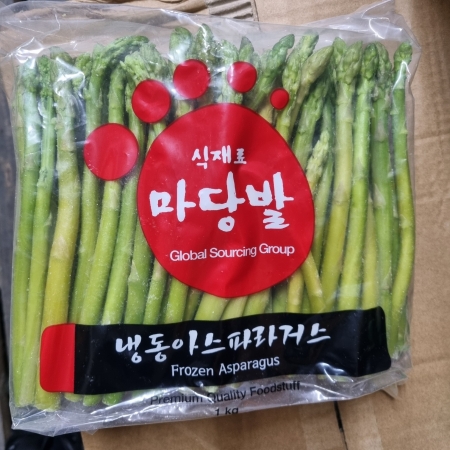 식재료
마당발
Global Sourcing Group
냉동아스파라거스
Frozen Asparagus
Premium Quality Foodstuff
1 kg